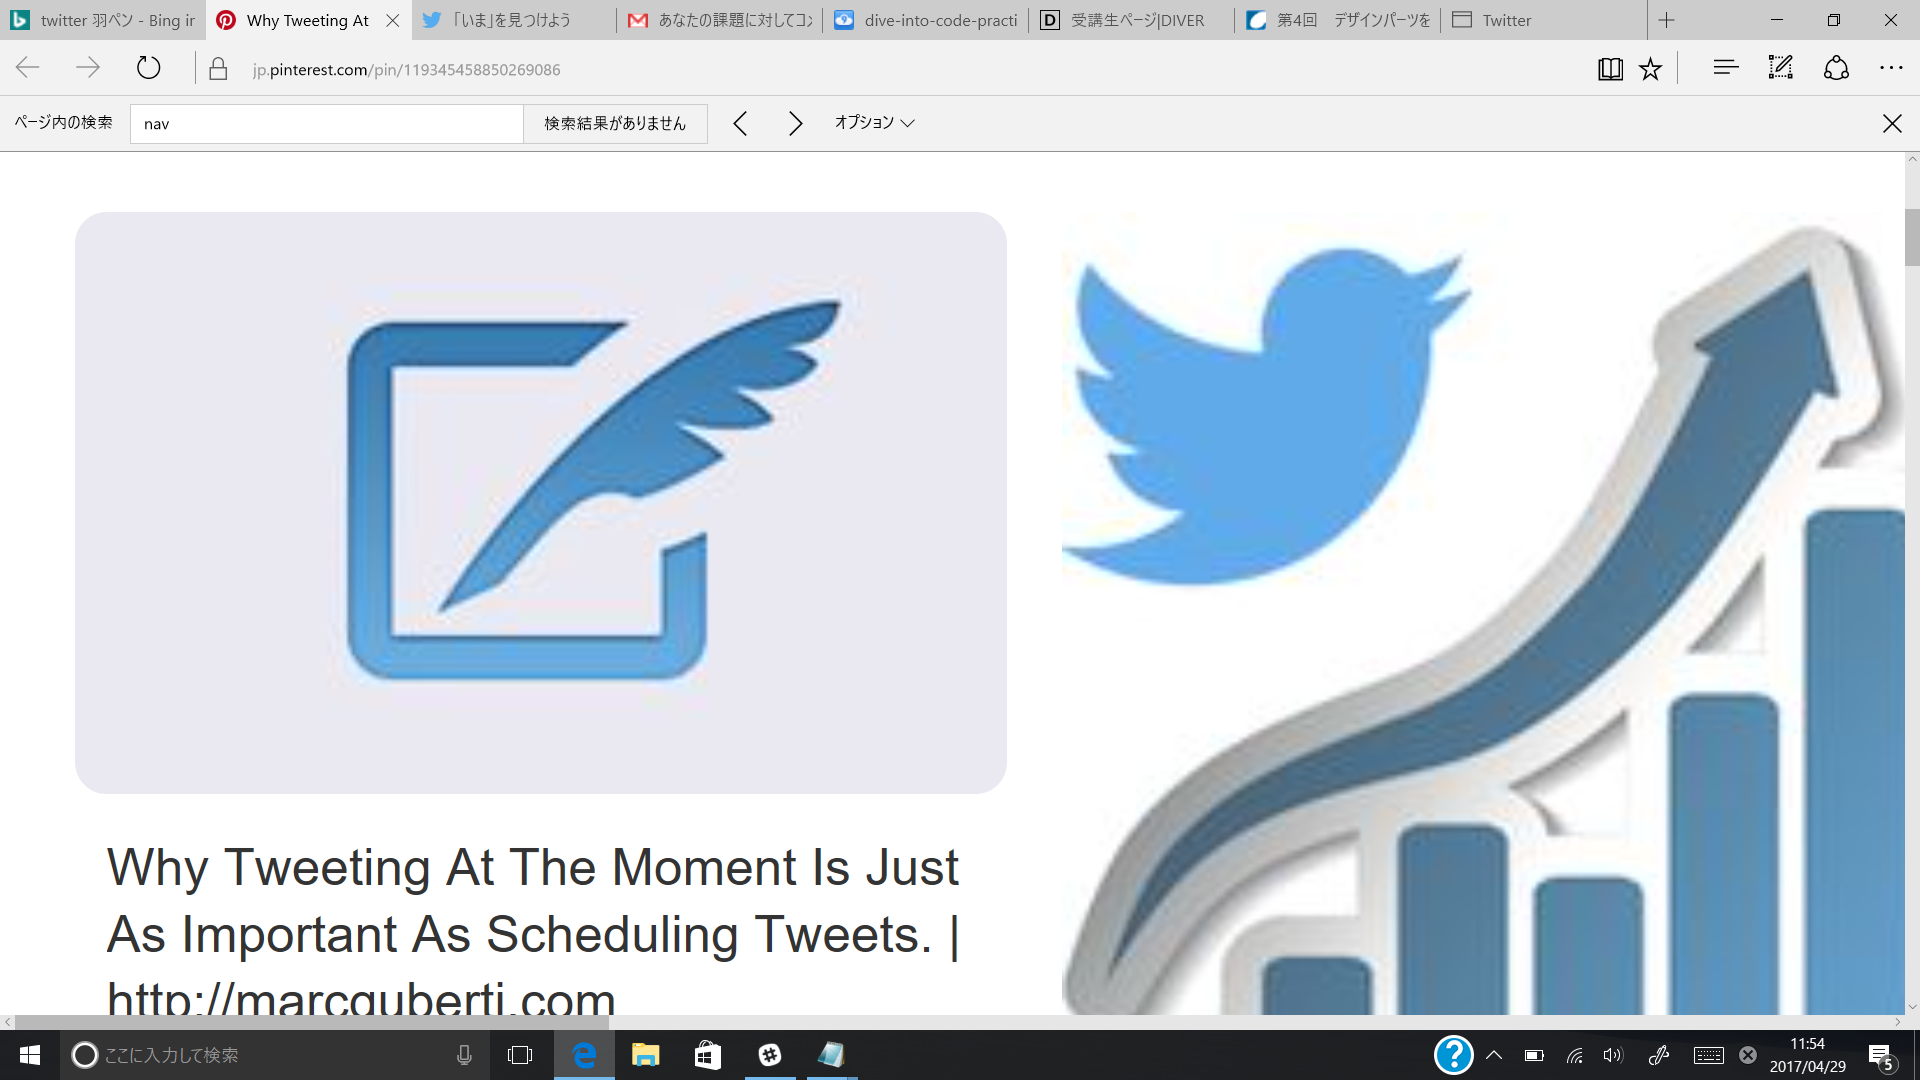 twitter 羽ペン - Bing ir
Why Tweeting At
「いま」を見つけよう
あなたの課題に対してコメ
dive-into-code-practi
受講生ページ|DIVER
第4回 デザインパーツを
Twitter
jp.pinterest.com/pin/119345458850269086
ページ内の検索
nav
検索結果がありません
オプション
Why Tweeting At The Moment Is Just
As Important As Scheduling Tweets. |
http://marcguberti.com
ここに入力して検索
11:54
2017/04/29
5